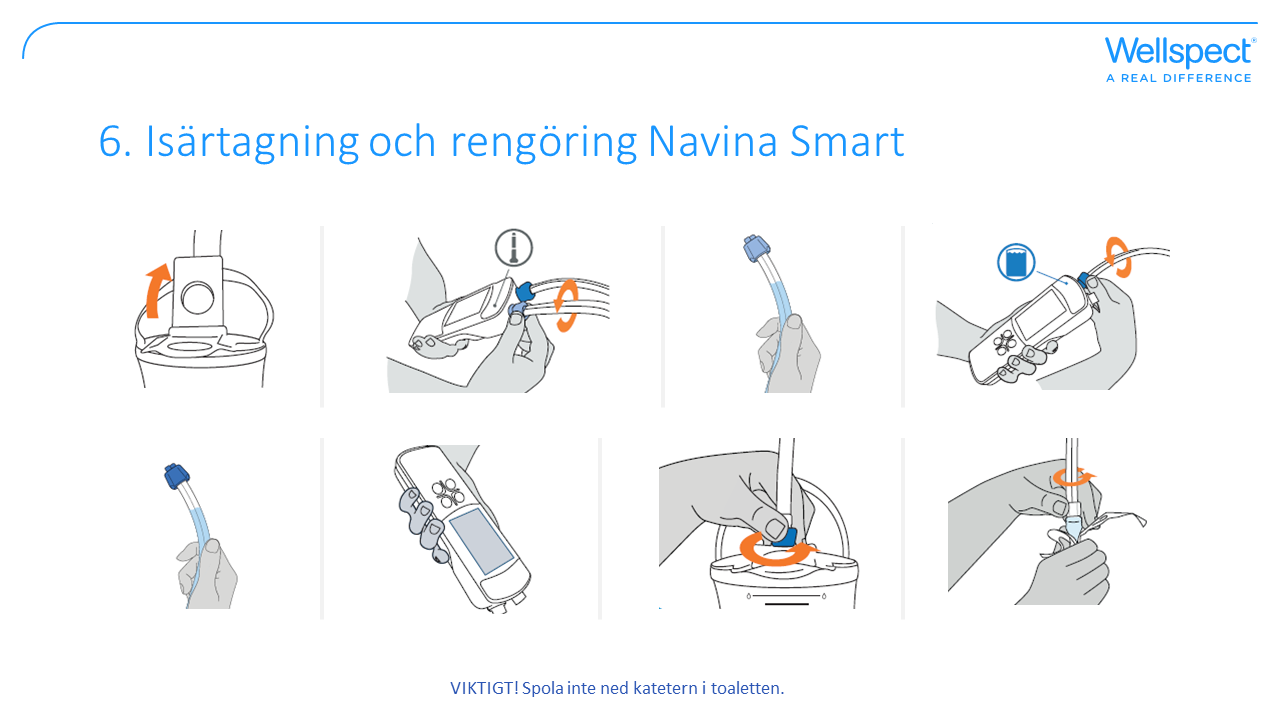 Wellspect®
A REAL DIFFERENCE
6. Isärtagning och rengöring Navina Smart
VIKTIGT! Spola inte ned katetern i toaletten.